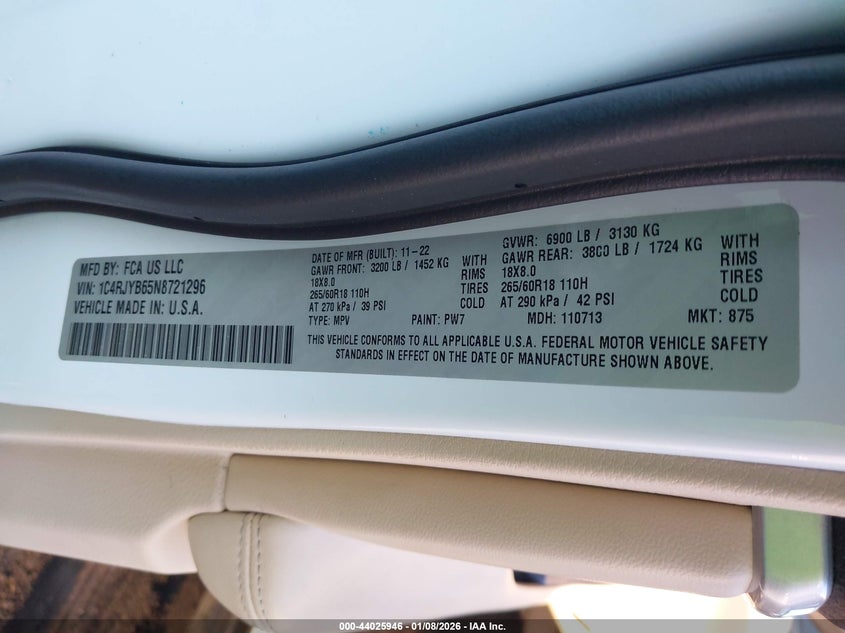 MFD BY: FCA US LLC
VIN: 1C4RJYB65N8721296
VEHICLE MADE IN: U.S.A.
DATE OF MFR (BUILT): 11-22
GAWR FRONT: 3200 LB / 1452 KG WITH
18X8.0 RIMS
265/60R18 110H TIRES
AT 270 kPa / 39 PSI COLD
TYPE: MPV PAINT: PW7
GVWR: 6900 LB / 3130 KG
GAWR REAR: 3800 LB / 1724 KG WITH
18X8.0 RIMS
265/60R18 110H TIRES
AT 290 kPa / 42 PSI COLD
MDH: 110713 MKT: 875
THIS VEHICLE CONFORMS TO ALL APPLICABLE U.S.A. FEDERAL MOTOR VEHICLE SAFETY
STANDARDS IN EFFECT ON THE DATE OF MANUFACTURE SHOWN ABOVE.
000-44025946 - 01/08/2026 - IAA Inc.